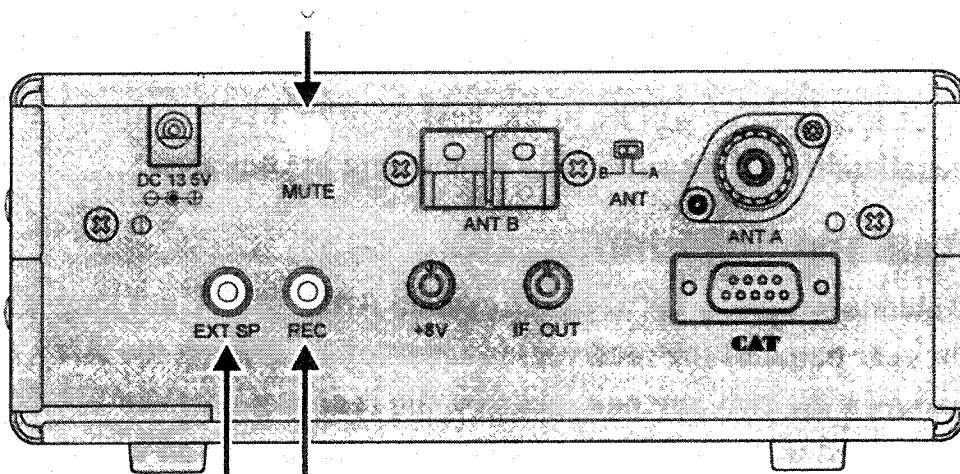 DC 13.5V
MUTE
B A
ANT
ANT B
ANT A
EXT SP
REC
+8V
IF OUT
CAT